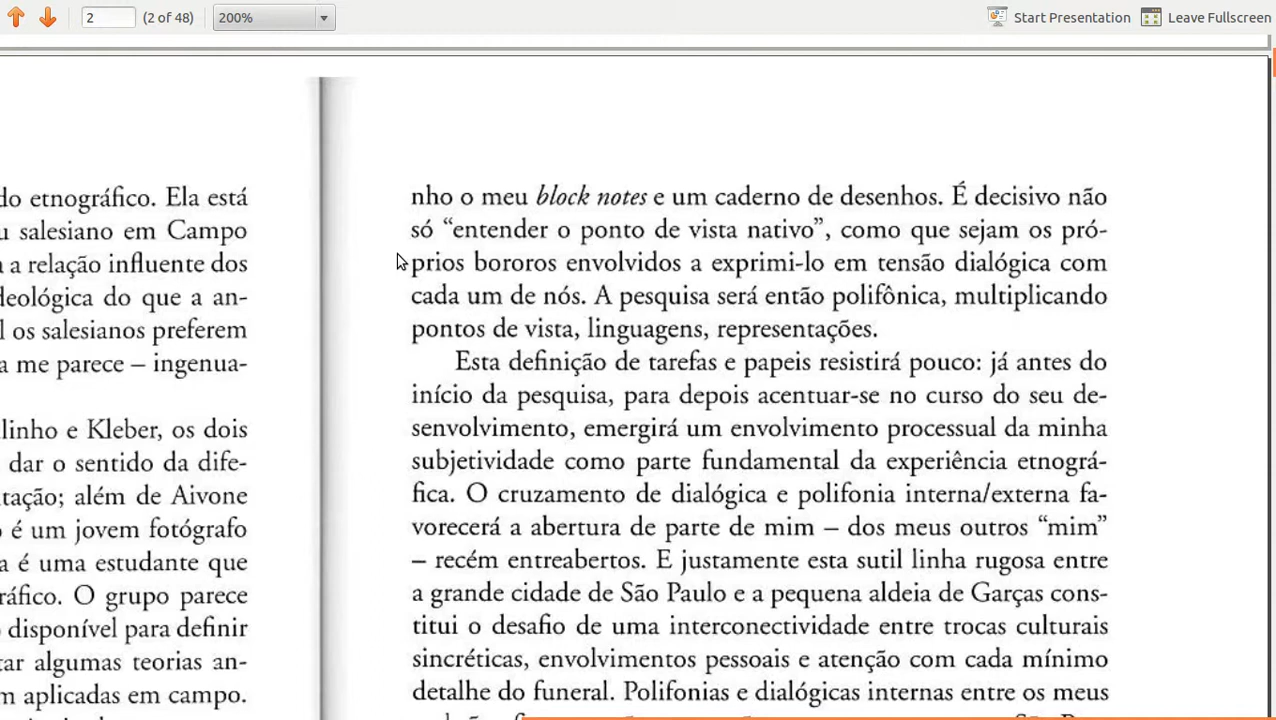 2 (2 of 48) 200% Start Presentation Leave Fullscreen
do etnográfico. Ela está
salesiano em Campo
a relação influente dos
deológica do que a an-
os salesianos preferem
a me parece – ingenua-
linho e Kleber, os dois
dar o sentido da dife-
tação; além de Aivone
é um jovem fotógrafo
a é uma estudante que
ráfico. O grupo parece
disponível para definir
tar algumas teorias an-
m aplicadas em campo.
nho o meu block notes e um caderno de desenhos. É decisivo não
só “entender o ponto de vista nativo”, como que sejam os pró-
prios bororos envolvidos a exprimi-lo em tensão dialógica com
cada um de nós. A pesquisa será então polifônica, multiplicando
pontos de vista, linguagens, representações.
Esta definição de tarefas e papeis resistirá pouco: já antes do
início da pesquisa, para depois acentuar-se no curso do seu de-
senvolvimento, emergirá um envolvimento processual da minha
subjetividade como parte fundamental da experiência etnográ-
fica. O cruzamento de dialógica e polifonia interna/externa fa-
vorecerá a abertura de parte de mim – dos meus outros “mim”
– recém entreabertos. E justamente esta sutil linha rugosa entre
a grande cidade de São Paulo e a pequena aldeia de Garças cons-
titui o desafio de uma interconectividade entre trocas culturais
sincréticas, envolvimentos pessoais e atenção com cada mínimo
detalhe do funeral. Polifonias e dialógicas internas entre os meus